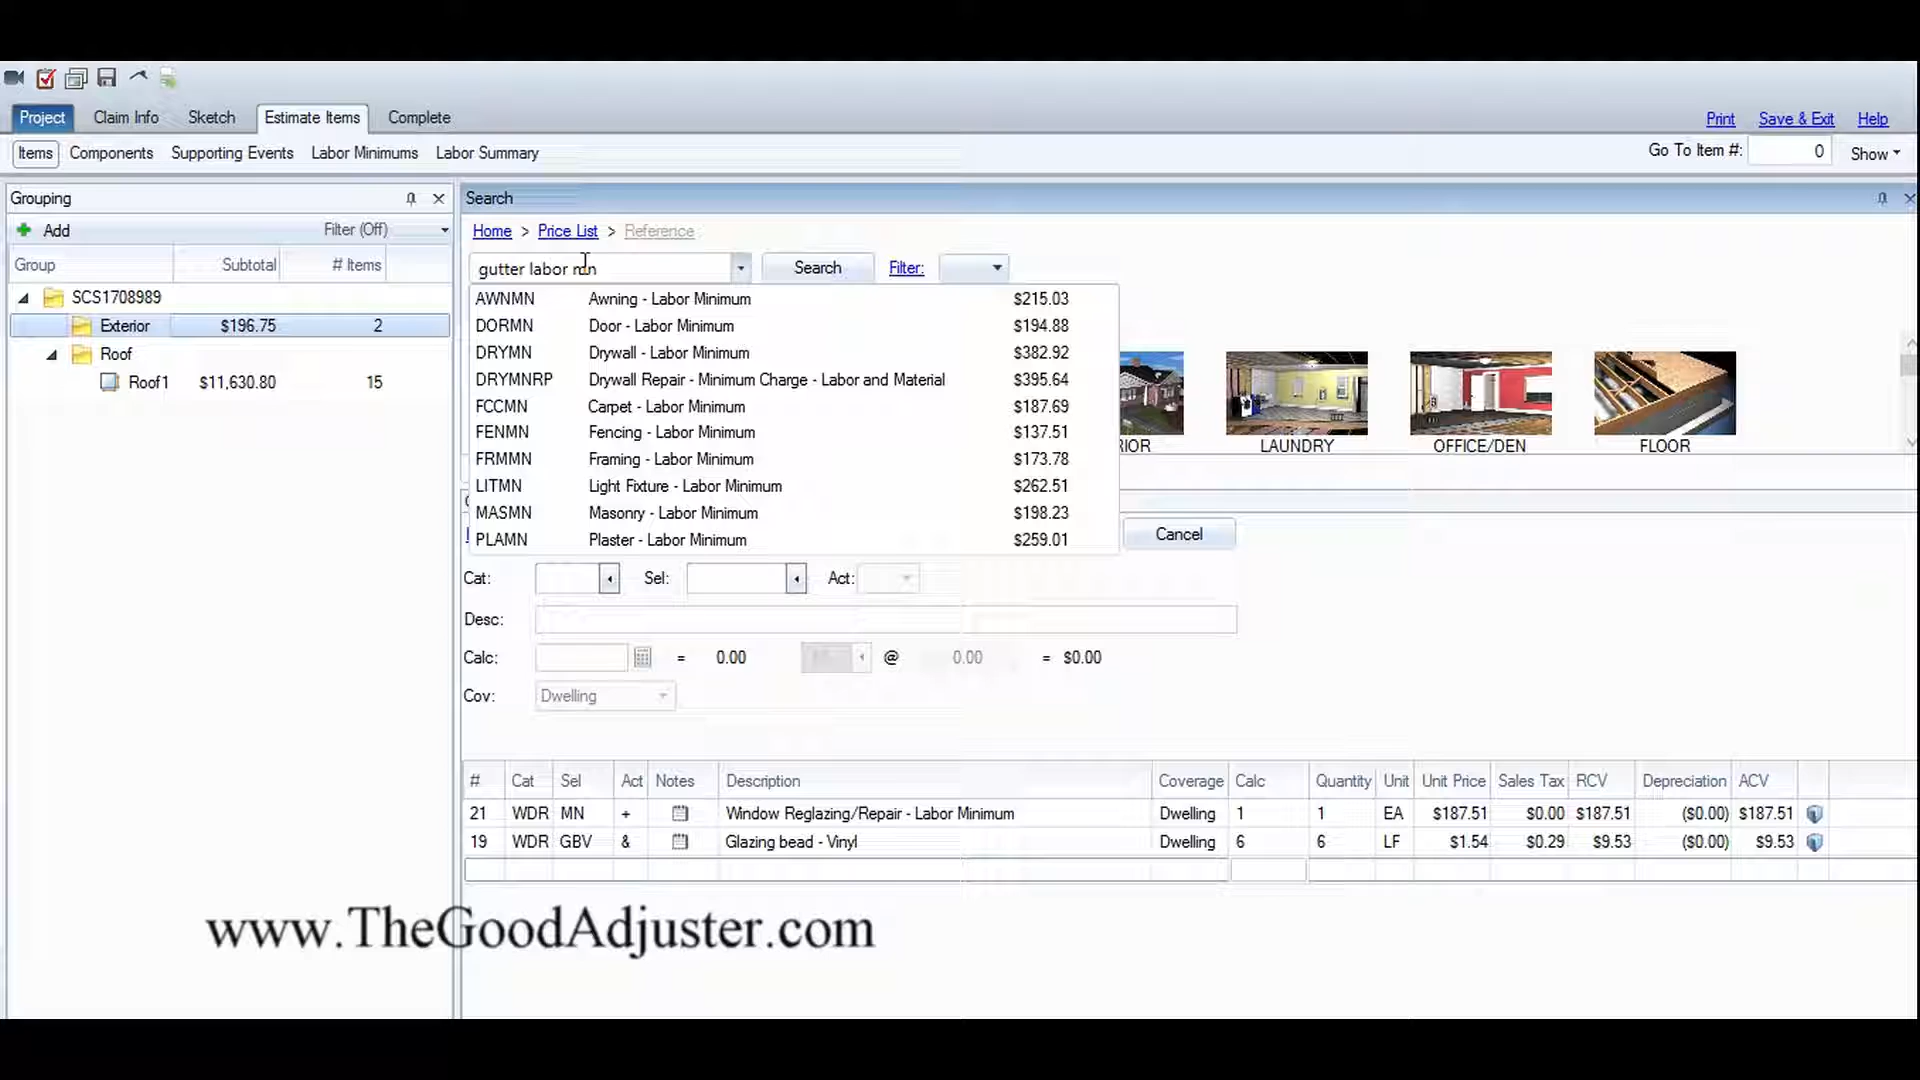 Project Claim Info Sketch Estimate Items Complete Print Save & Exit Help
Items Components Supporting Events Labor Minimums Labor Summary Go To Item #: 0 Show
Grouping
Add Filter (Off)
Group Subtotal # Items
SCS1708989
Exterior $196.75 2
Roof
Roof1 $11,630.80 15
Search
Home > Price List > Reference
gutter labor Search Filter:
AWNMN Awning - Labor Minimum $215.03
DORMN Door - Labor Minimum $194.88
DRYMN Drywall - Labor Minimum $382.92
DRYMNRP Drywall Repair - Minimum Charge - Labor and Material $395.64
FCCMN Carpet - Labor Minimum $187.69
FENMN Fencing - Labor Minimum $137.51
FRMMN Framing - Labor Minimum $173.78
LITMN Light Fixture - Labor Minimum $262.51
MASMN Masonry - Labor Minimum $198.23
PLAMN Plaster - Labor Minimum $259.01
RIOR LAUNDRY OFFICE/DEN FLOOR
Cancel
Cat: Sel: Act:
Desc:
Calc: = 0.00 @ 0.00 = $0.00
Cov: Dwelling
# Cat Sel Act Notes Description Coverage Calc Quantity Unit Unit Price Sales Tax RCV Depreciation ACV
21 WDR MN + Window Reglazing/Repair - Labor Minimum Dwelling 1 1 EA $187.51 $0.00 $187.51 ($0.00) $187.51
19 WDR GBV & Glazing bead - Vinyl Dwelling 6 6 LF $1.54 $0.29 $9.53 ($0.00) $9.53
www.TheGoodAdjuster.com